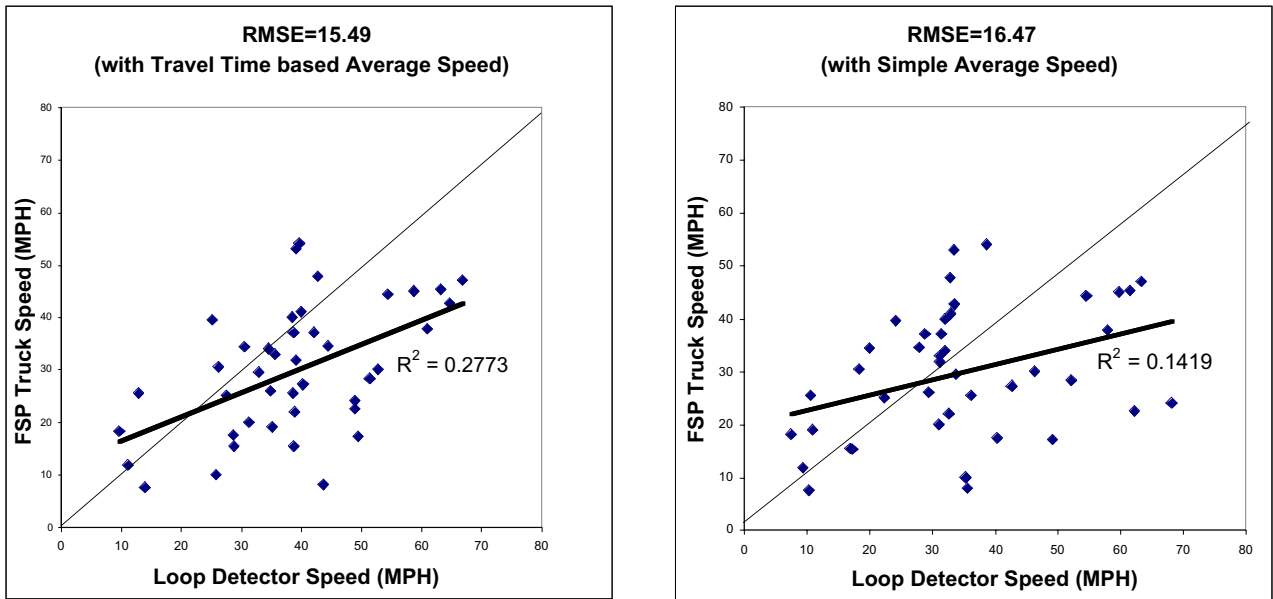 RMSE=15.49
(with Travel Time based Average Speed)
80
70
60
50
40
30
20
10
0
FSP Truck Speed (MPH)
R² = 0.2773
0 10 20 30 40 50 60 70 80
Loop Detector Speed (MPH)
RMSE=16.47
(with Simple Average Speed)
80
70
60
50
40
30
20
10
0
FSP Truck Speed (MPH)
R² = 0.1419
0 10 20 30 40 50 60 70 80
Loop Detector Speed (MPH)